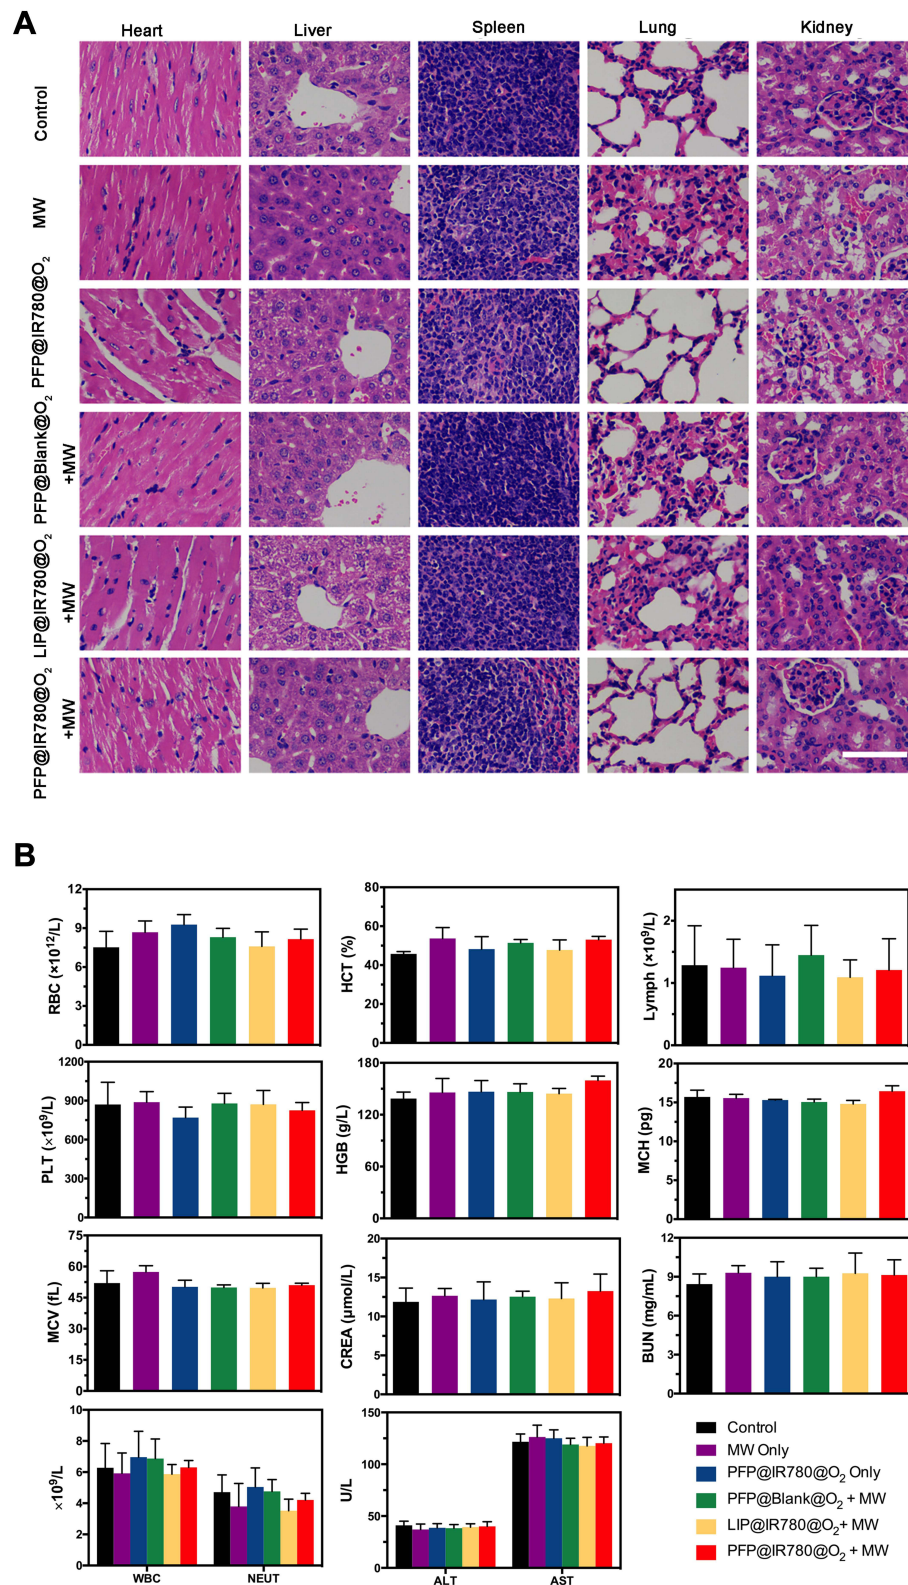 A
Heart Liver Spleen Lung Kidney
Control
MW
PFP@IR780@O2
PFP@Blank@O2
+MW
LIP@IR780@O2
+MW
PFP@IR780@O2
+MW
B
RBC (×10^12/L)
12
9
6
3
0
HCT (%)
80
60
40
20
0
Lymph (×10^9/L)
2
1
0
PLT (×10^9/L)
1200
900
600
300
0
HGB (g/L)
180
120
60
0
MCH (pg)
20
15
10
5
0
MCV (fL)
75
60
45
30
15
0
CREA (μmol/L)
20
15
10
5
0
BUN (mg/mL)
12
9
6
3
0
×10^9/L
10
8
6
4
2
0
WBC NEUT
U/L
150
100
50
0
ALT AST
Control
MW Only
PFP@IR780@O2 Only
PFP@Blank@O2 + MW
LIP@IR780@O2+ MW
PFP@IR780@O2 + MW